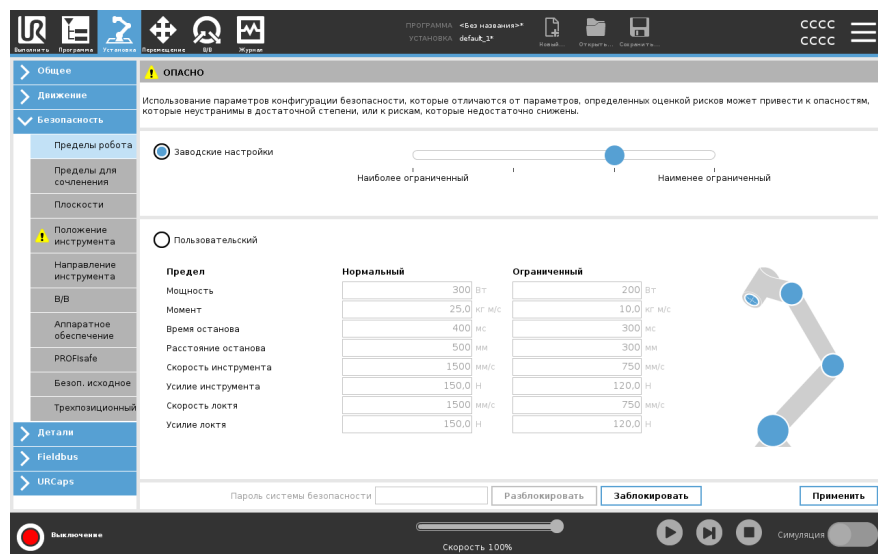 ПРОГРАММА <Без названия>*
УСТАНОВКА default_1*
Выполнить Программа Установка Перемещение В/В Журнал
Новый... Открыть... Сохранить...
CCCC
CCCC
Общее
Движение
Безопасность
Пределы робота
Пределы для
сочленения
Плоскости
Положение
инструмента
Направление
инструмента
В/В
Аппаратное
обеспечение
PROFIsafe
Безоп. исходное
Трехпозиционный
Детали
Fieldbus
URCaps
ОПАСНО
Использование параметров конфигурации безопасности, которые отличаются от параметров, определенных оценкой рисков может привести к опасностям,
которые неустранимы в достаточной степени, или к рискам, которые недостаточно снижены.
Заводские настройки
Наиболее ограниченный Наименее ограниченный
Пользовательский
Предел Нормальный Ограниченный
Мощность 300 Вт 200 Вт
Момент 25,0 кг м/с 10,0 кг м/с
Время останова 400 мс 300 мс
Расстояние останова 500 мм 300 мм
Скорость инструмента 1500 мм/с 750 мм/с
Усилие инструмента 150,0 Н 120,0 Н
Скорость локтя 1500 мм/с 750 мм/с
Усилие локтя 150,0 Н 120,0 Н
Пароль системы безопасности Разблокировать Заблокировать Применить
Выключение
Скорость 100%
Симуляция